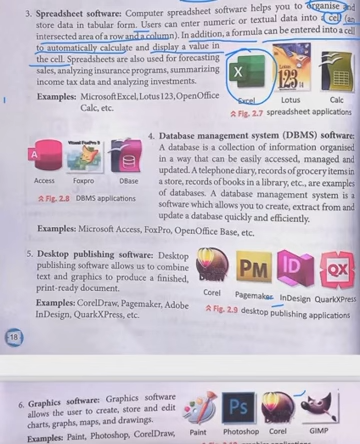 3. Spreadsheet software: Computer spreadsheet software helps you to organise and
store data in tabular form. Users can enter numeric or textual data into a cell (an
intersected area of a row and a column). In addition, a formula can be entered into a cell
to automatically calculate and display a value in
the cell. Spreadsheets are also used for forecasting
sales, analyzing insurance programs, summarizing
income tax data and analyzing investments.
Examples: Microsoft Excel, Lotus 123, OpenOffice
Calc, etc.
X
123
Excel Lotus Calc
Fig. 2.7 spreadsheet applications
4. Database management system (DBMS) software:
A database is a collection of information organised
in a way that can be easily accessed, managed and
updated. A telephone diary, records of grocery items in
a store, records of books in a library, etc., are examples
of databases. A database management system is a
software which allows you to create, extract from and
update a database quickly and efficiently.
A
Visual FoxPro
Access Foxpro DBase
Fig. 2.8 DBMS applications
Examples: Microsoft Access, FoxPro, OpenOffice Base, etc.
5. Desktop publishing software: Desktop
publishing software allows us to combine
text and graphics to produce a finished,
print-ready document.
Examples: CorelDraw, Pagemaker, Adobe
InDesign, QuarkXPress, etc.
PM ID QX
Corel Pagemaker InDesign QuarkXPress
Fig. 2.9 desktop publishing applications
18
6. Graphics software: Graphics software
allows the user to create, store and edit
charts, graphs, maps, and drawings.
Examples: Paint, Photoshop, CorelDraw,
Ps
Paint Photoshop Corel GIMP